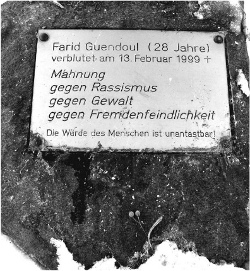 Farid Guendoul (28 Jahre)
verblutet am 13. Februar 1999 +
Mahnung
gegen Rassismus
gegen Gewalt
gegen Fremdenfeindlichkeit
Die Würde des Menschen ist unantastbar!